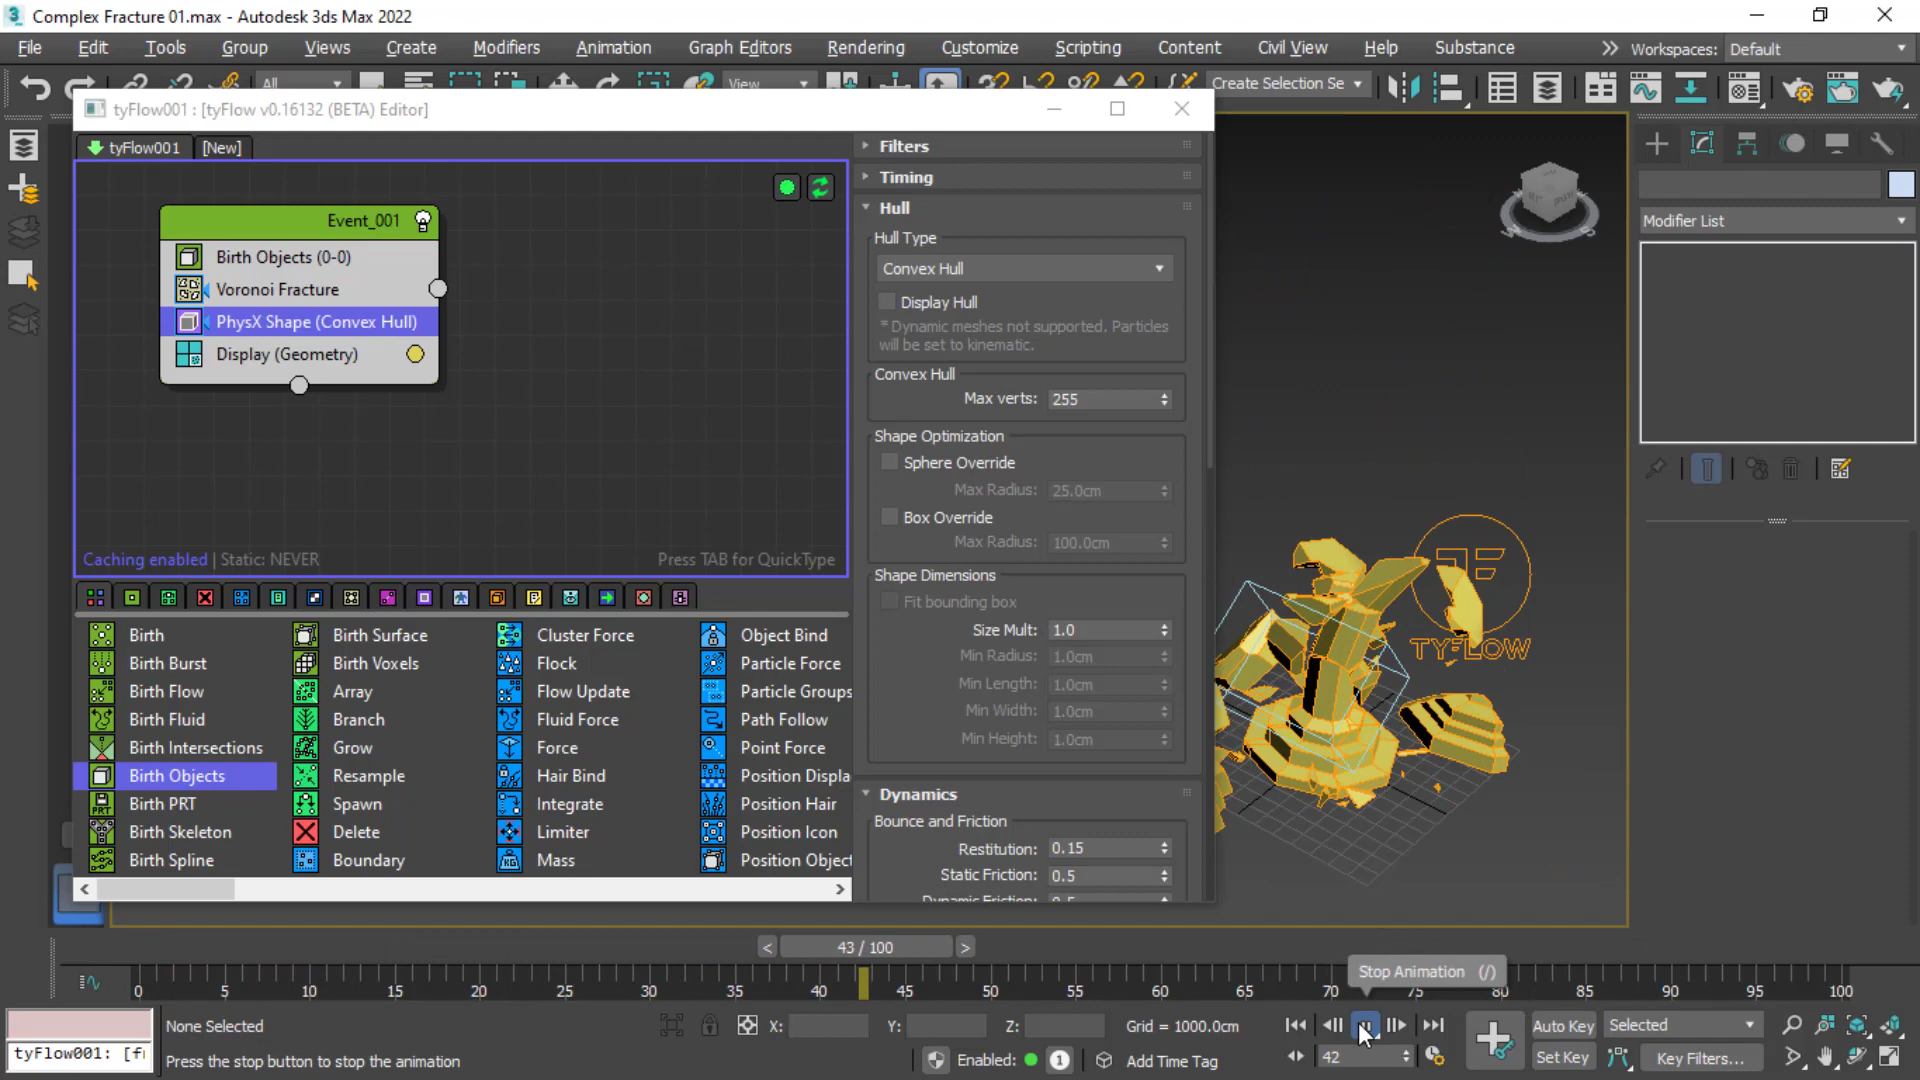 Complex Fracture 01.max - Autodesk 3ds Max 2022
File Edit Tools Group Views Create Modifiers Animation Graph Editors Rendering Customize Scripting Content Civil View Help Substance Workspaces: Default
All View Create Selection Se
tyFlow001 : [tyFlow v0.16132 (BETA) Editor]
tyFlow001 [New]
Event_001
Birth Objects (0-0)
Voronoi Fracture
PhysX Shape (Convex Hull)
Display (Geometry)
Caching enabled | Static: NEVER
Press TAB for QuickType
Birth Birth Surface Cluster Force Object Bind
Birth Burst Birth Voxels Flock Particle Force
Birth Flow Array Flow Update Particle Groups
Birth Fluid Branch Fluid Force Path Follow
Birth Intersections Grow Force Point Force
Birth Objects Resample Hair Bind Position Displa
Birth PRT Spawn Integrate Position Hair
Birth Skeleton Delete Limiter Position Icon
Birth Spline Boundary Mass Position Object
Filters
Timing
Hull
Hull Type
Convex Hull
Display Hull
* Dynamic meshes not supported. Particles
will be set to kinematic.
Convex Hull
Max verts: 255
Shape Optimization
Sphere Override
Max Radius: 25.0cm
Box Override
Max Radius: 100.0cm
Shape Dimensions
Fit bounding box
Size Mult: 1.0
Min Radius: 1.0cm
Min Length: 1.0cm
Min Width: 1.0cm
Min Height: 1.0cm
Dynamics
Bounce and Friction
Restitution: 0.15
Static Friction: 0.5
TYFLOW
Modifier List
< 43 / 100 >
Stop Animation (/)
0 5 10 15 20 25 30 35 40 45 50 55 60 65 70 75 80 85 90 95 100
None Selected
X: Y: Z: Grid = 1000.0cm
Auto Key Selected
tyFlow001: [fr
Press the stop button to stop the animation
Enabled: 1 Add Time Tag
42
Set Key Key Filters...